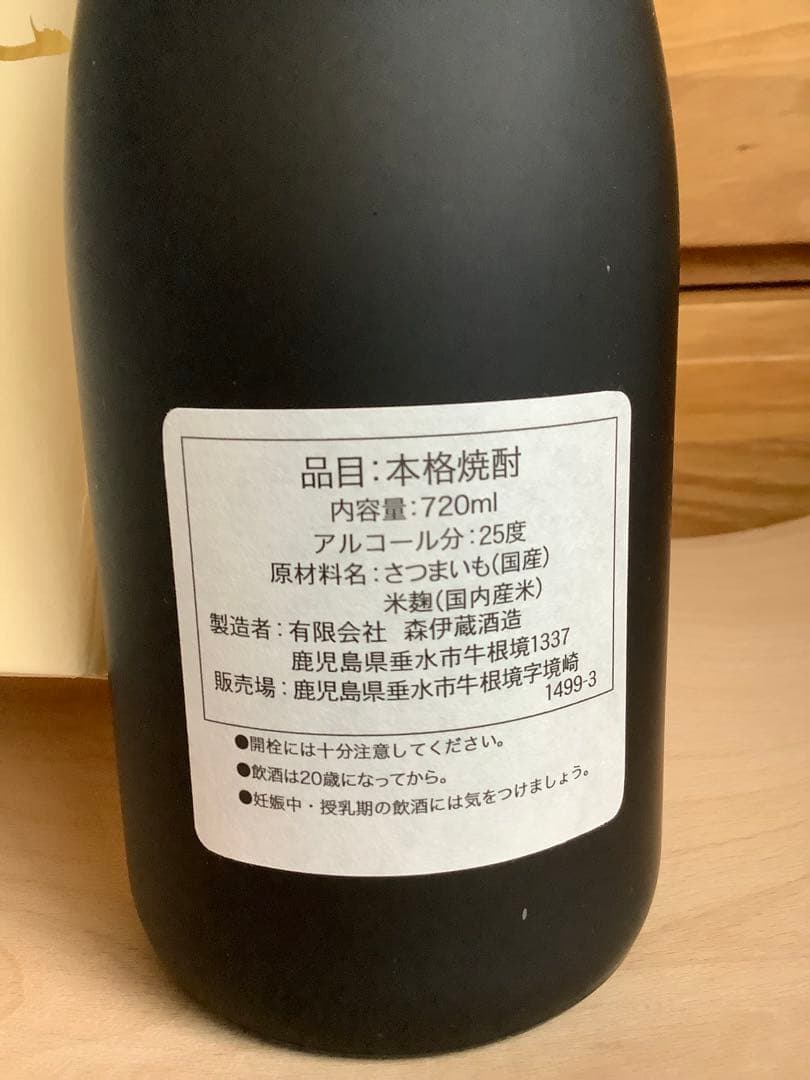 品目：本格焼酎
内容量：720ml
アルコール分：25度
原材料名：さつまいも(国産)
米麹(国内産米)
製造者：有限会社 森伊蔵酒造
鹿児島県垂水市牛根境1337
販売場：鹿児島県垂水市牛根境字境崎
1499-3
●開栓には十分注意してください。
●飲酒は20歳になってから。
●妊娠中・授乳期の飲酒には気をつけましょう。